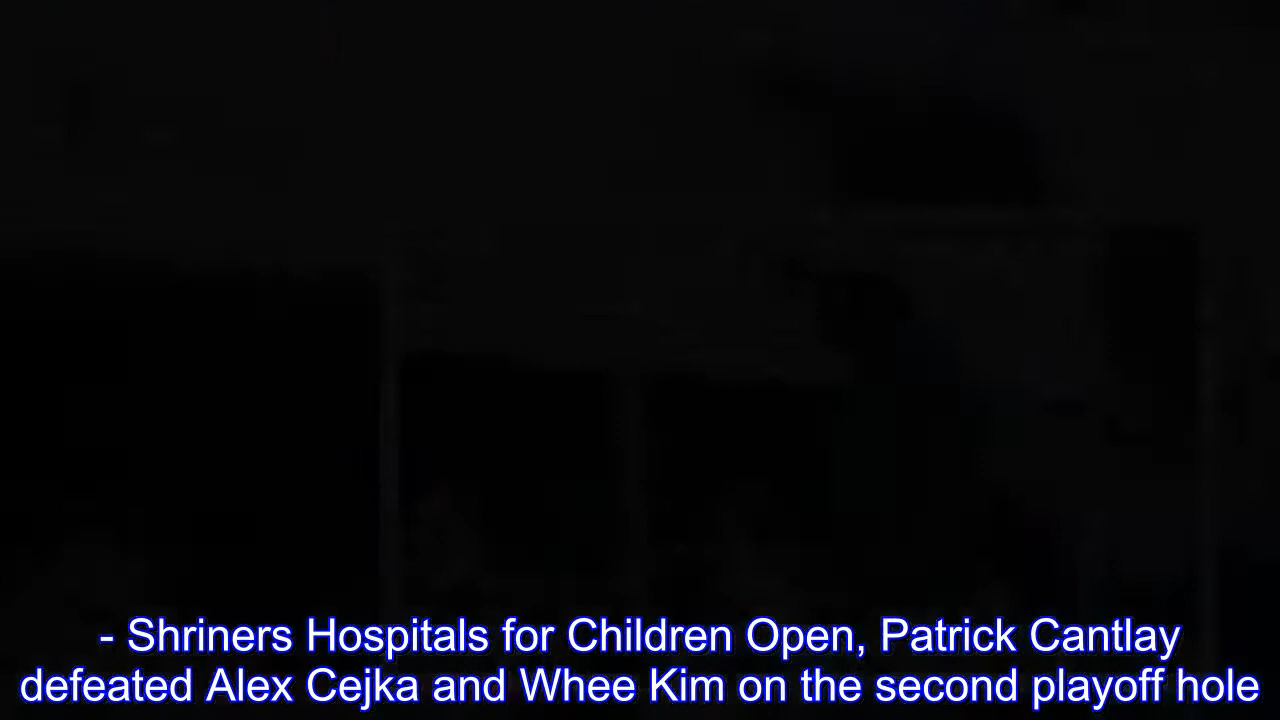 - Shriners Hospitals for Children Open, Patrick Cantlay
defeated Alex Cejka and Whee Kim on the second playoff hole